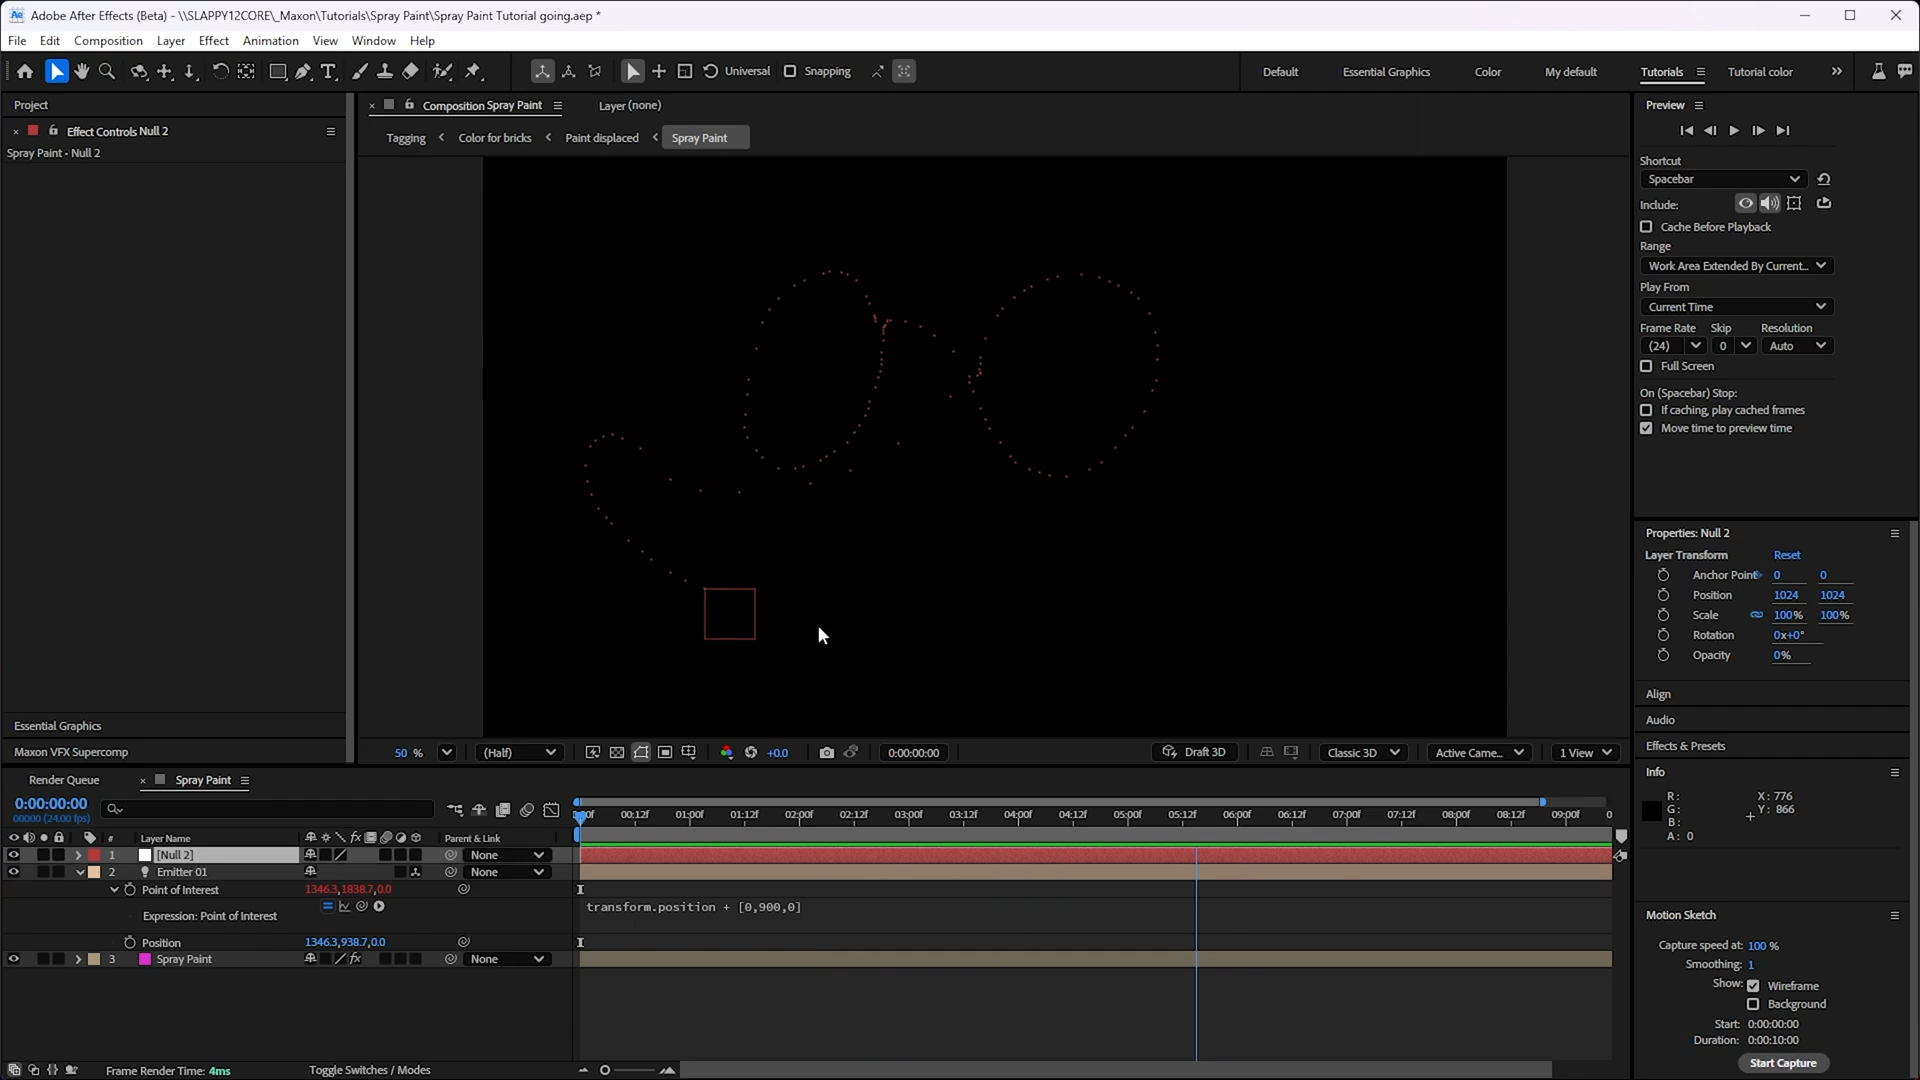 Adobe After Effects (Beta) - \\SLAPPY12CORE\_Maxon\Tutorials\Spray Paint\Spray Paint Tutorial going.aep *
File Edit Composition Layer Effect Animation View Window Help
Universal Snapping Default Essential Graphics Color My default Tutorials Tutorial color
Project
Effect Controls Null 2
Spray Paint - Null 2
Essential Graphics
Maxon VFX Supercomp
Composition Spray Paint Layer (none)
Tagging Color for bricks Paint displaced Spray Paint
50 % (Half) +0.0 0:00:00:00 Draft 3D Classic 3D Active Came... 1 View
Preview
Shortcut
Spacebar
Include:
Cache Before Playback
Range
Work Area Extended By Current...
Play From
Current Time
Frame Rate Skip Resolution
(24) 0 Auto
Full Screen
On (Spacebar) Stop:
If caching, play cached frames
Move time to preview time
Properties: Null 2
Layer Transform Reset
Anchor Point 0 0
Position 1024 1024
Scale 100% 100%
Rotation 0x+0°
Opacity 0%
Align
Audio
Effects & Presets
Info
R: X: 776
G: Y: 866
B:
A: 0
Motion Sketch
Capture speed at: 100 %
Smoothing: 1
Show: Wireframe
Background
Start: 0:00:00:00
Duration: 0:00:10:00
Start Capture
Render Queue Spray Paint
0:00:00:00
00000 (24.00 fps)
00:12f 01:00f 01:12f 02:00f 02:12f 03:00f 03:12f 04:00f 04:12f 05:00f 05:12f 06:00f 06:12f 07:00f 07:12f 08:00f 08:12f 09:00f
# Layer Name Parent & Link
1 [Null 2] None
2 Emitter 01 None
Point of Interest 1346.3,1838.7,0.0
Expression: Point of Interest transform.position + [0,900,0]
Position 1346.3,938.7,0.0
3 Spray Paint None
Frame Render Time: 4ms Toggle Switches / Modes